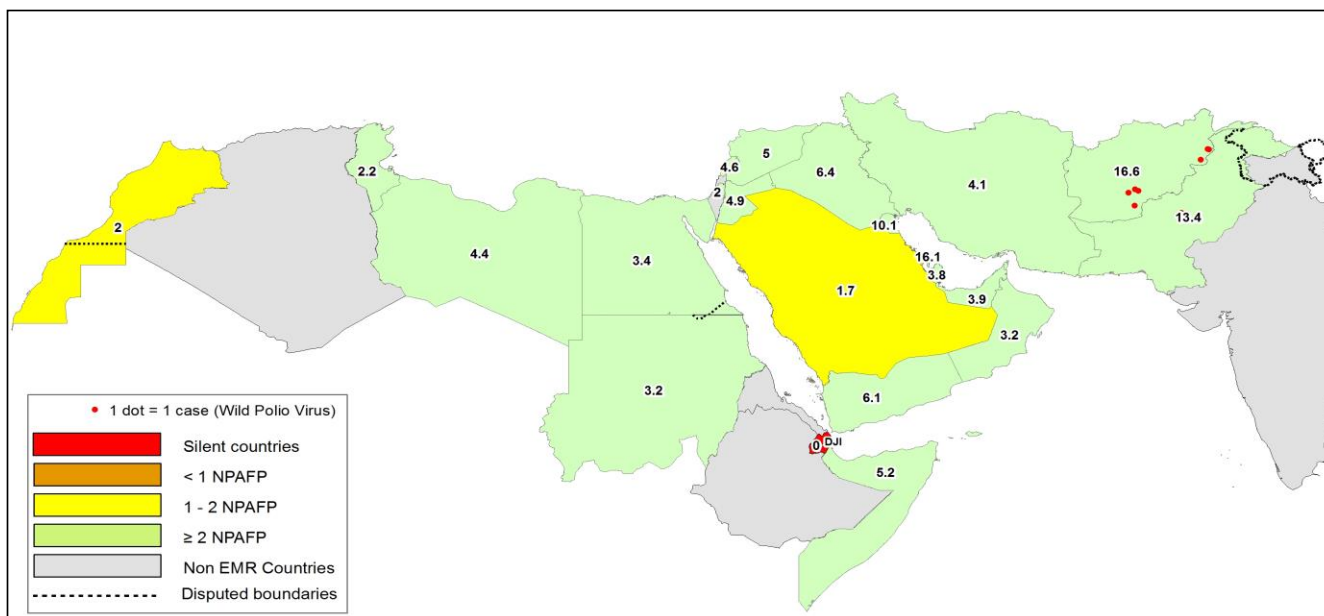 2.2
4.6
5
6.4
4.1
16.6
2
4.9
13.4
2
10.1
4.4
3.4
16.1
3.8
1.7
3.9
3.2
3.2
6.1
0
DJI
5.2
1 dot = 1 case (Wild Polio Virus)
Silent countries
< 1 NPAFP
1 - 2 NPAFP
≥ 2 NPAFP
Non EMR Countries
Disputed boundaries